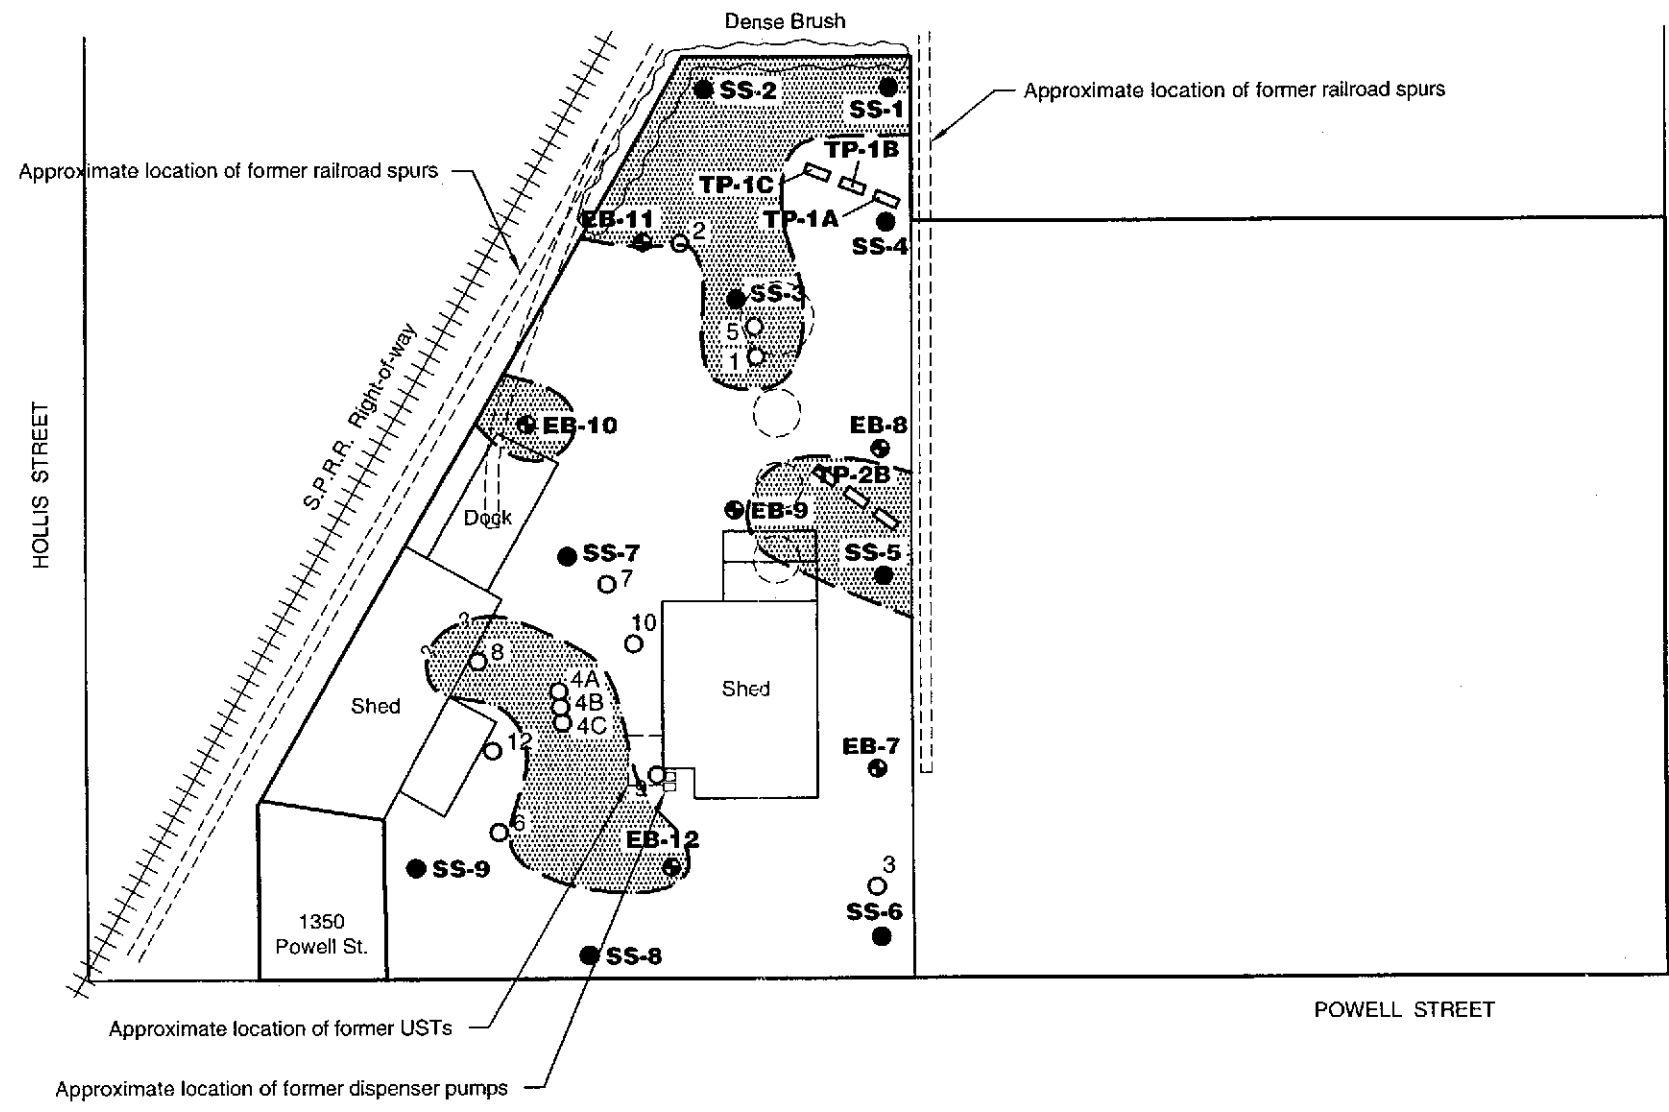 Dense Brush
SS-2
SS-1
Approximate location of former railroad spurs
TP-1B
Approximate location of former railroad spurs
TP-1C
EB-11
TP-1A
2
SS-4
SS-3
5
1
S.P.R.R. Right-of-way
HOLLIS STREET
EB-10
EB-8
TP-2B
Dock
EB-9
SS-7
SS-5
7
10
?
?
8
4A
Shed
Shed
4B
4C
12
EB-7
9
6
EB-12
SS-9
3
SS-6
1350
Powell St.
SS-8
POWELL STREET
Approximate location of former USTs
Approximate location of former dispenser pumps